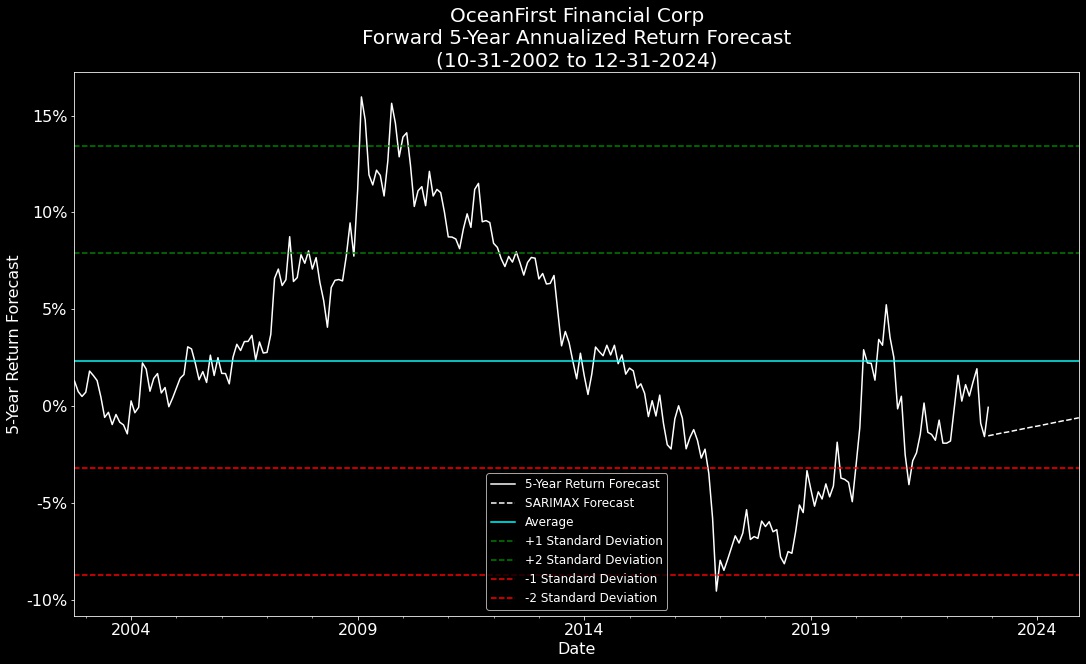 OceanFirst Financial Corp
Forward 5-Year Annualized Return Forecast
(10-31-2002 to 12-31-2024)
5-Year Return Forecast
15%
10%
5%
0%
-5%
-10%
5-Year Return Forecast
SARIMAX Forecast
Average
+1 Standard Deviation
+2 Standard Deviation
-1 Standard Deviation
-2 Standard Deviation
2004 2009 2014 2019 2024
Date